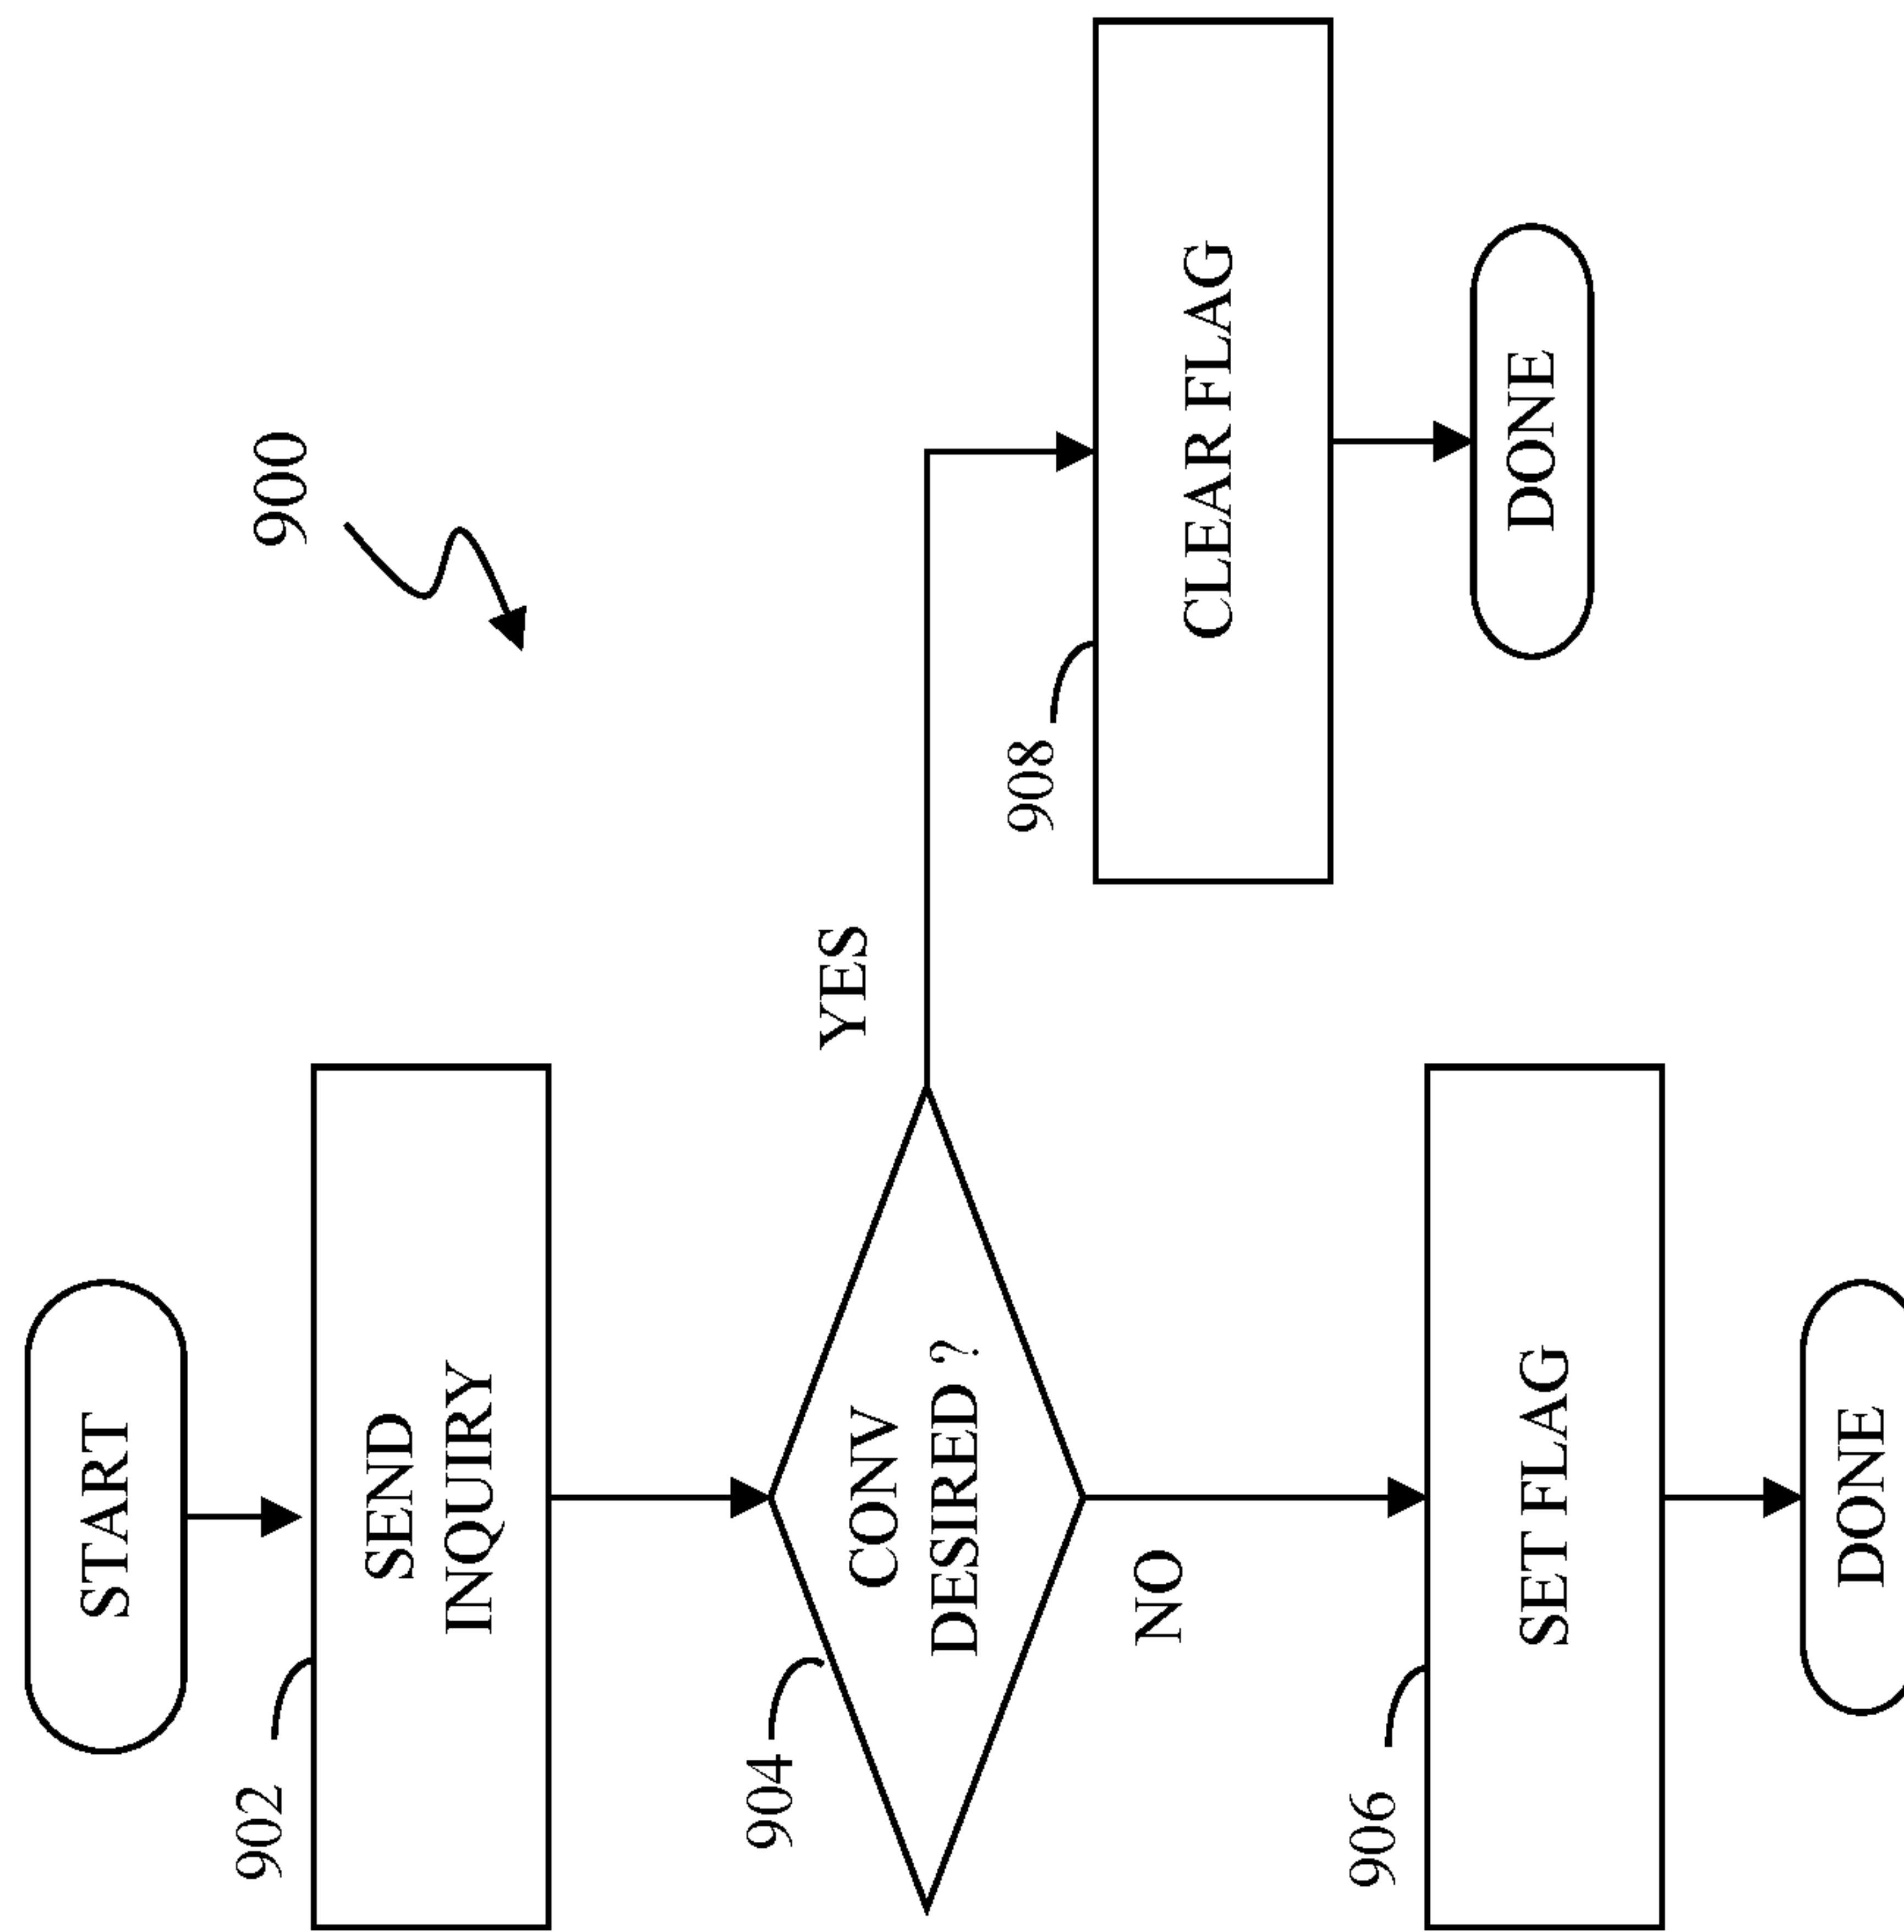 900
START
902
SEND
INQUIRY
904
CONV
DESIRED ?
YES
NO
908
CLEAR FLAG
DONE
906
SET FLAG
DONE